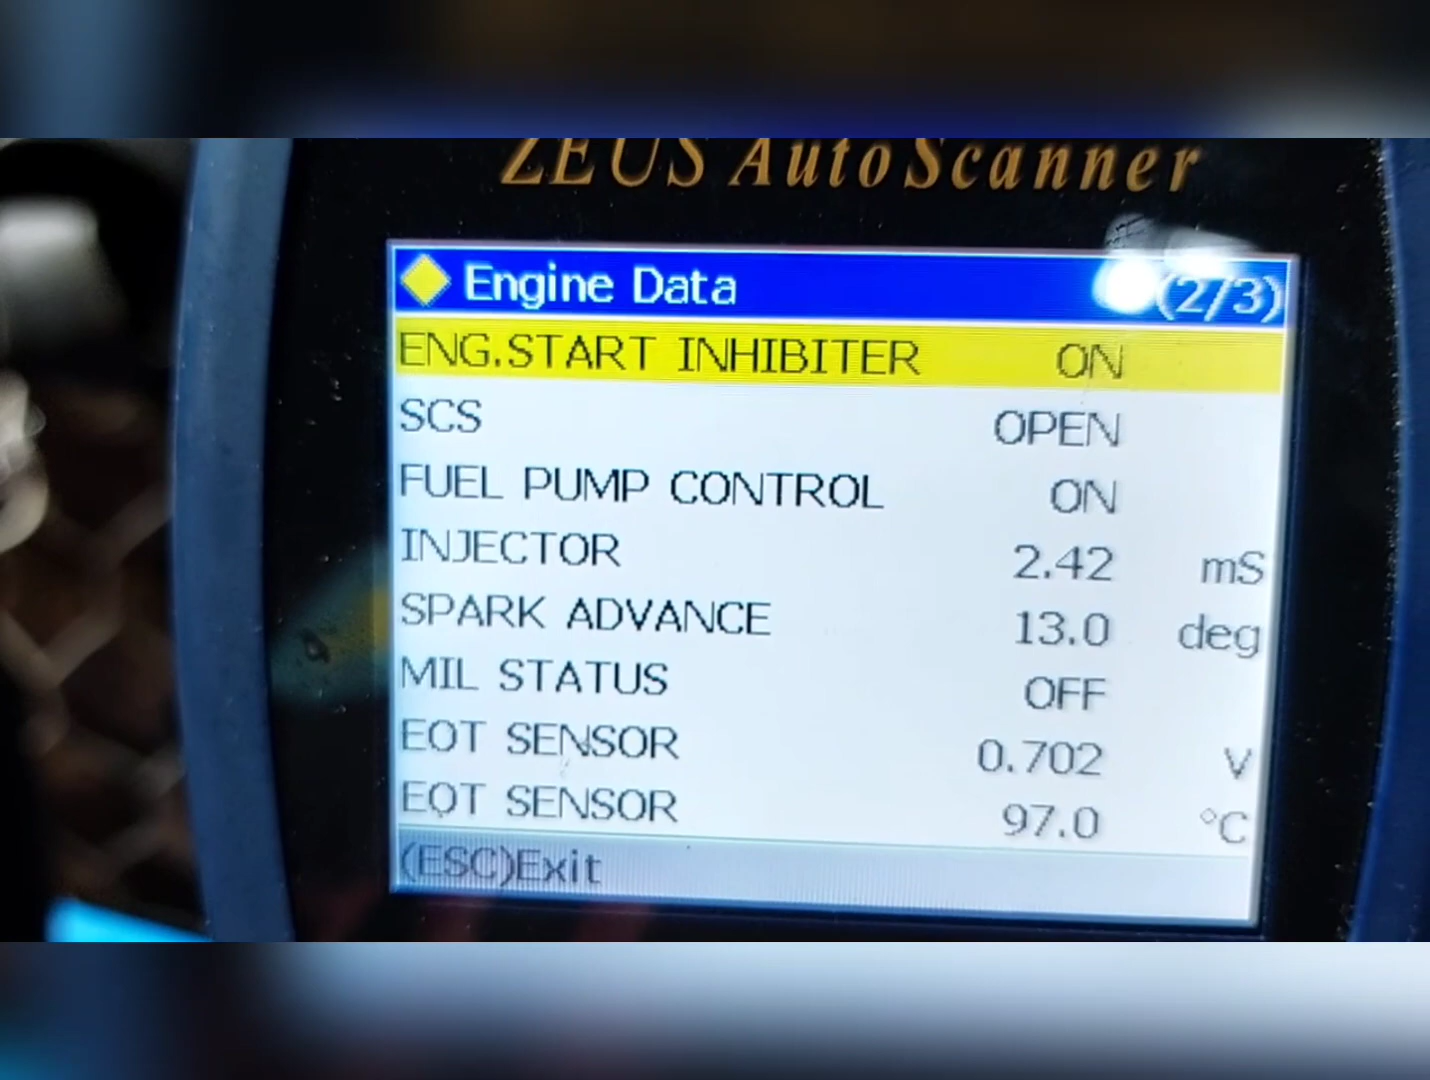 ZEUS AutoScanner
Engine Data (2/3)
ENG.START INHIBITER ON
SCS OPEN
FUEL PUMP CONTROL ON
INJECTOR 2.42 mS
SPARK ADVANCE 13.0 deg
MIL STATUS OFF
EOT SENSOR 0.702 V
EOT SENSOR 97.0 °C
(ESC)Exit